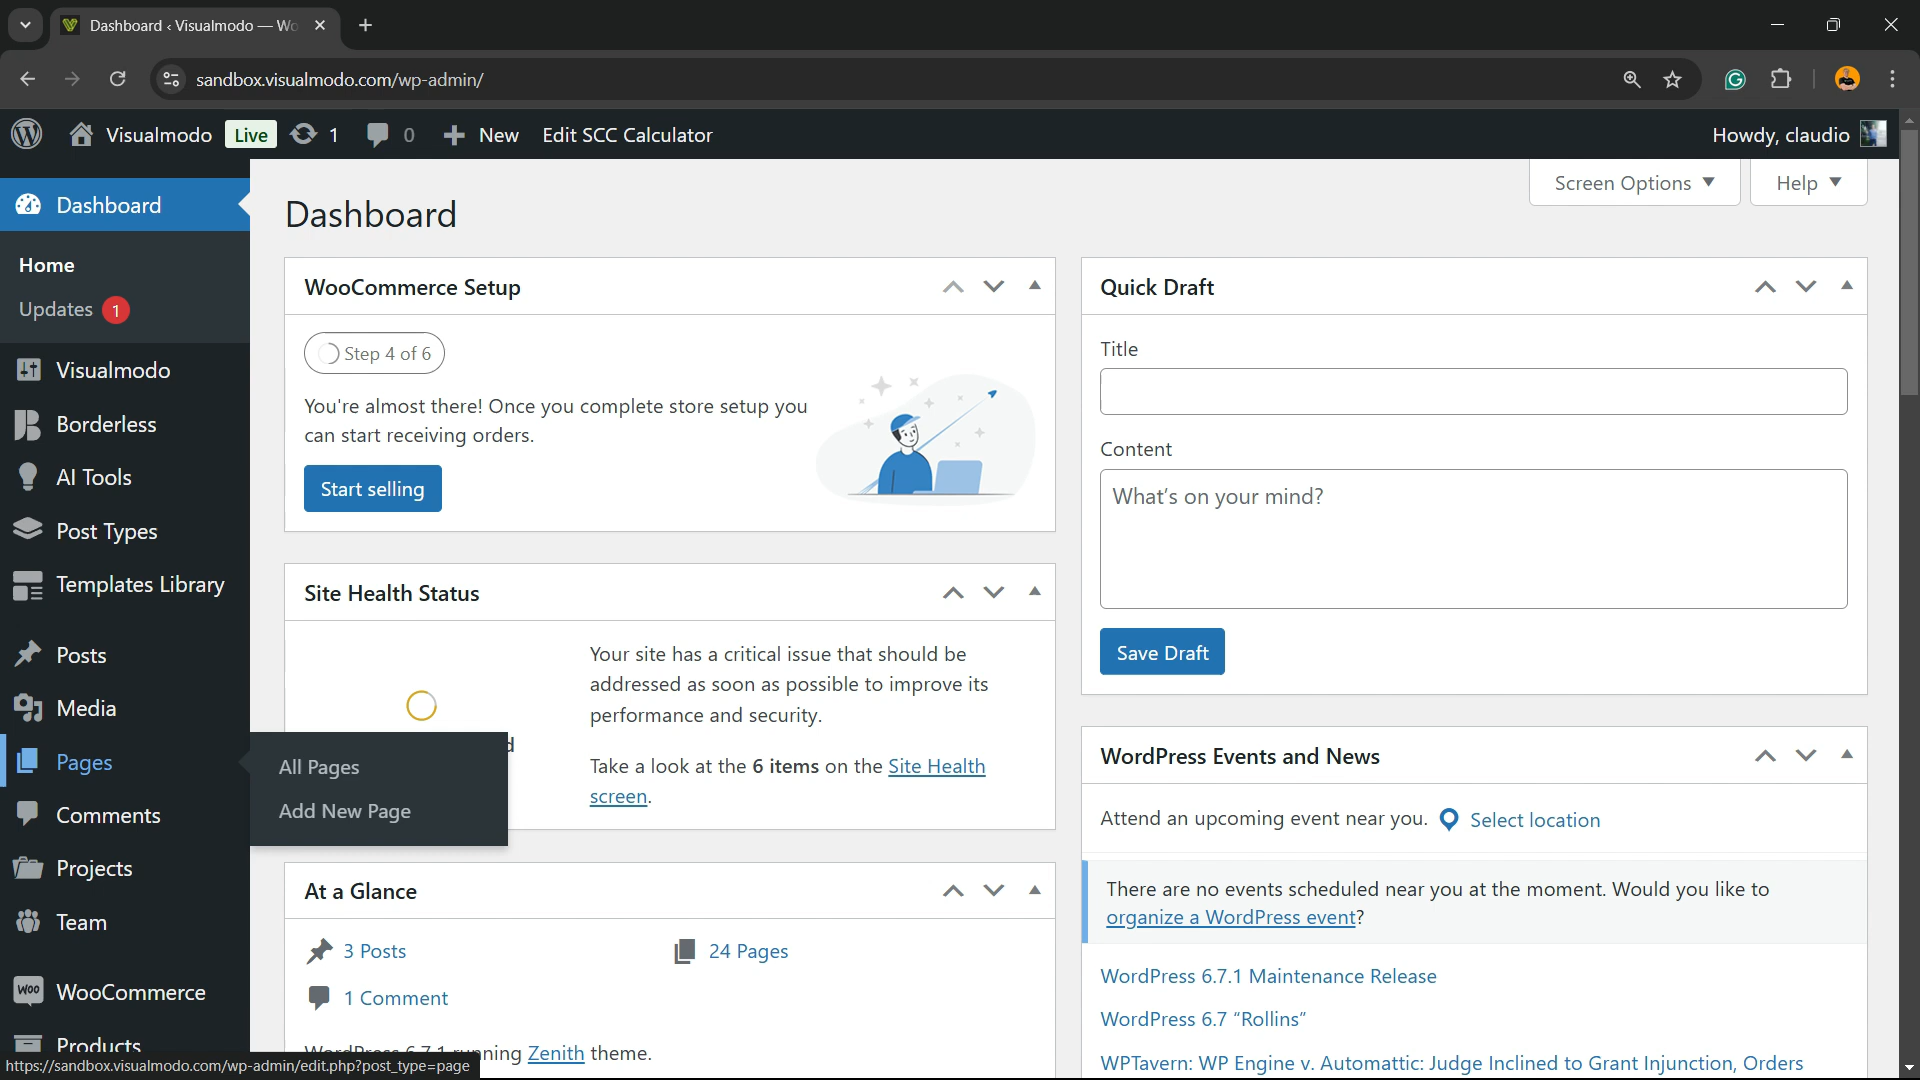 Dashboard ‹ Visualmodo — Wo
sandbox.visualmodo.com/wp-admin/
Visualmodo Live 1 0 New Edit SCC Calculator
Howdy, claudio
Dashboard
Home
Updates 1
Visualmodo
Borderless
AI Tools
Post Types
Templates Library
Posts
Media
Pages
All Pages
Add New Page
Comments
Projects
Team
WooCommerce
Products
https://sandbox.visualmodo.com/wp-admin/edit.php?post_type=page
Screen Options
Help
Dashboard
WooCommerce Setup
Step 4 of 6
You're almost there! Once you complete store setup you
can start receiving orders.
Start selling
Site Health Status
Your site has a critical issue that should be
addressed as soon as possible to improve its
performance and security.
Take a look at the 6 items on the Site Health
screen.
At a Glance
3 Posts
24 Pages
1 Comment
WordPress 6.7.1 running Zenith theme.
Quick Draft
Title
Content
What's on your mind?
Save Draft
WordPress Events and News
Attend an upcoming event near you. Select location
There are no events scheduled near you at the moment. Would you like to
organize a WordPress event?
WordPress 6.7.1 Maintenance Release
WordPress 6.7 “Rollins”
WPTavern: WP Engine v. Automattic: Judge Inclined to Grant Injunction, Orders